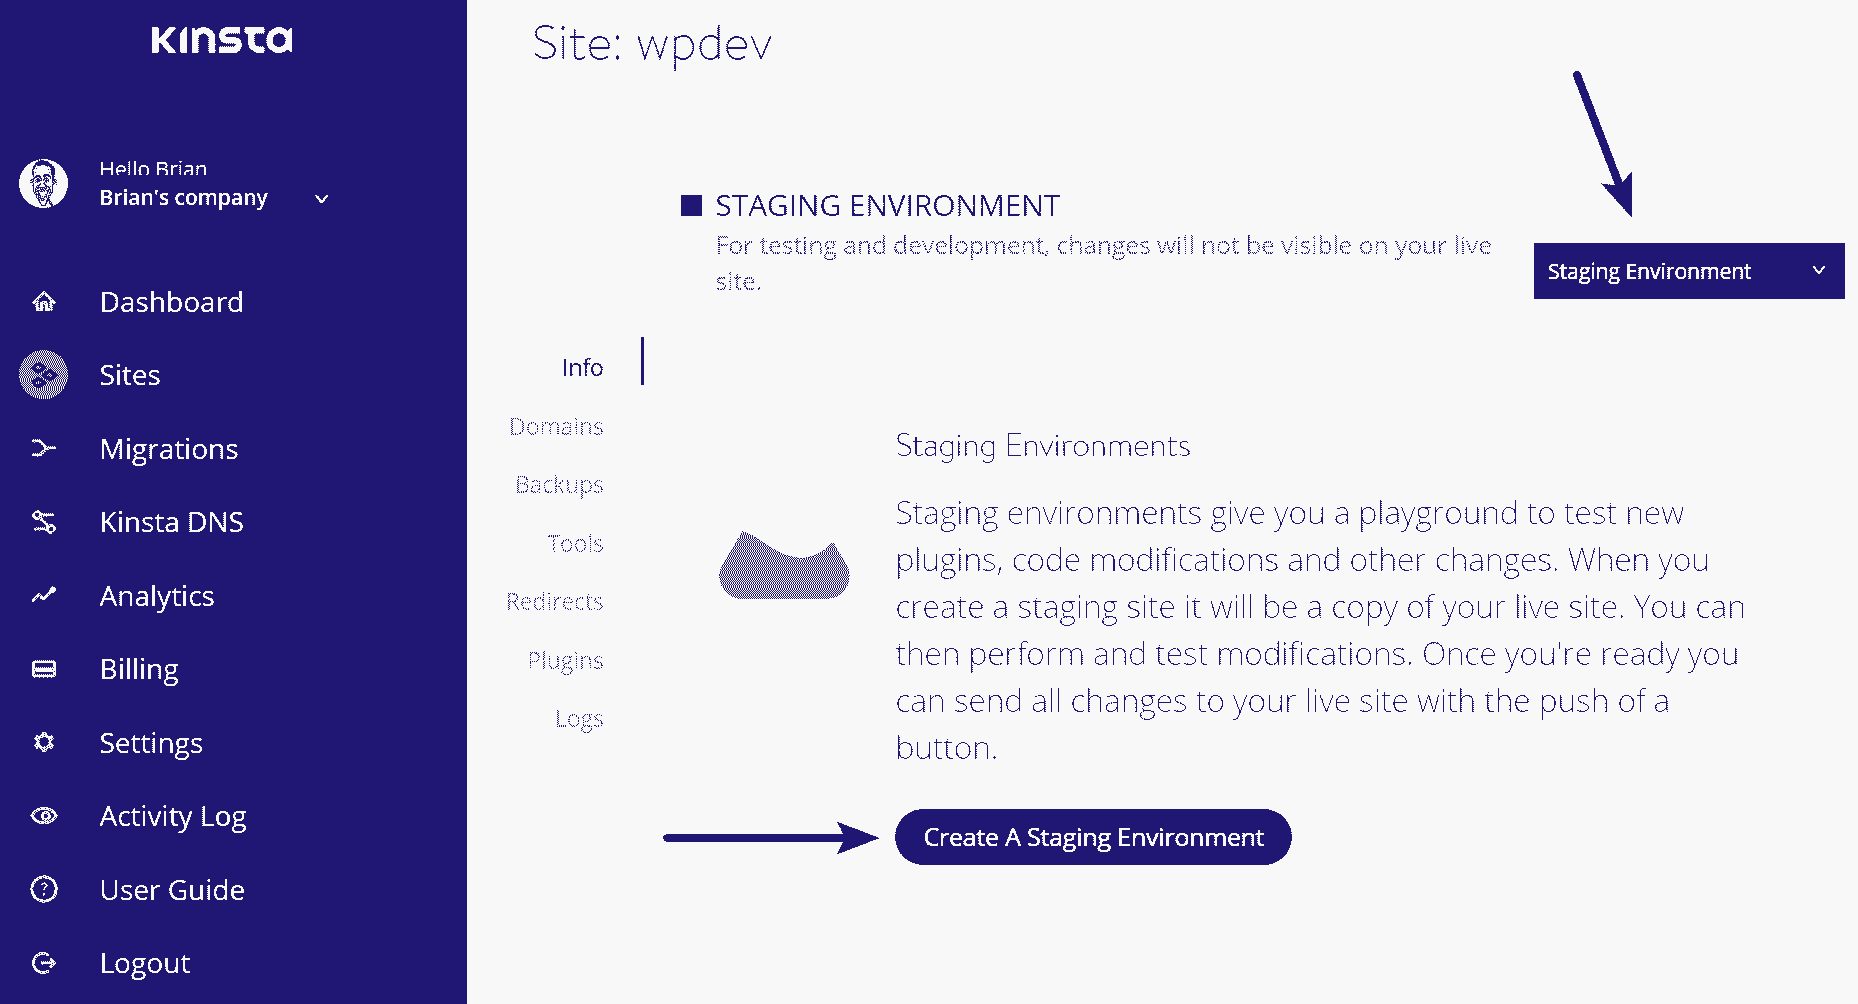 KINSTA
Hello Brian
Brian's company
Dashboard
Sites
Migrations
Kinsta DNS
Analytics
Billing
Settings
Activity Log
User Guide
Logout
Site: wpdev
STAGING ENVIRONMENT
For testing and development, changes will not be visible on your live
site.
Staging Environment
Info
Domains
Backups
Tools
Redirects
Plugins
Logs
Staging Environments
Staging environments give you a playground to test new
plugins, code modifications and other changes. When you
create a staging site it will be a copy of your live site. You can
then perform and test modifications. Once you're ready you
can send all changes to your live site with the push of a
button.
Create A Staging Environment